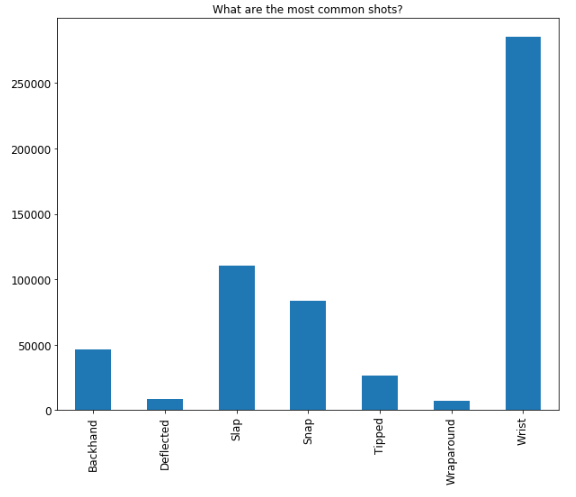 What are the most common shots?
250000
200000
150000
100000
50000
0
Backhand
Deflected
Slap
Snap
Tipped
Wraparound
Wrist